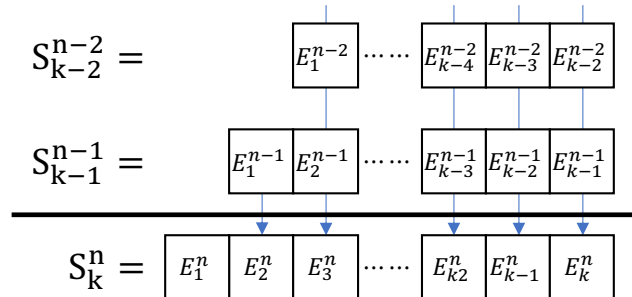 S_{k-2}^{n-2} = E_1^{n-2} ...... E_{k-4}^{n-2} E_{k-3}^{n-2} E_{k-2}^{n-2}
S_{k-1}^{n-1} = E_1^{n-1} E_2^{n-1} ...... E_{k-3}^{n-1} E_{k-2}^{n-1} E_{k-1}^{n-1}
S_k^n = E_1^n E_2^n E_3^n ...... E_{k2}^n E_{k-1}^n E_k^n